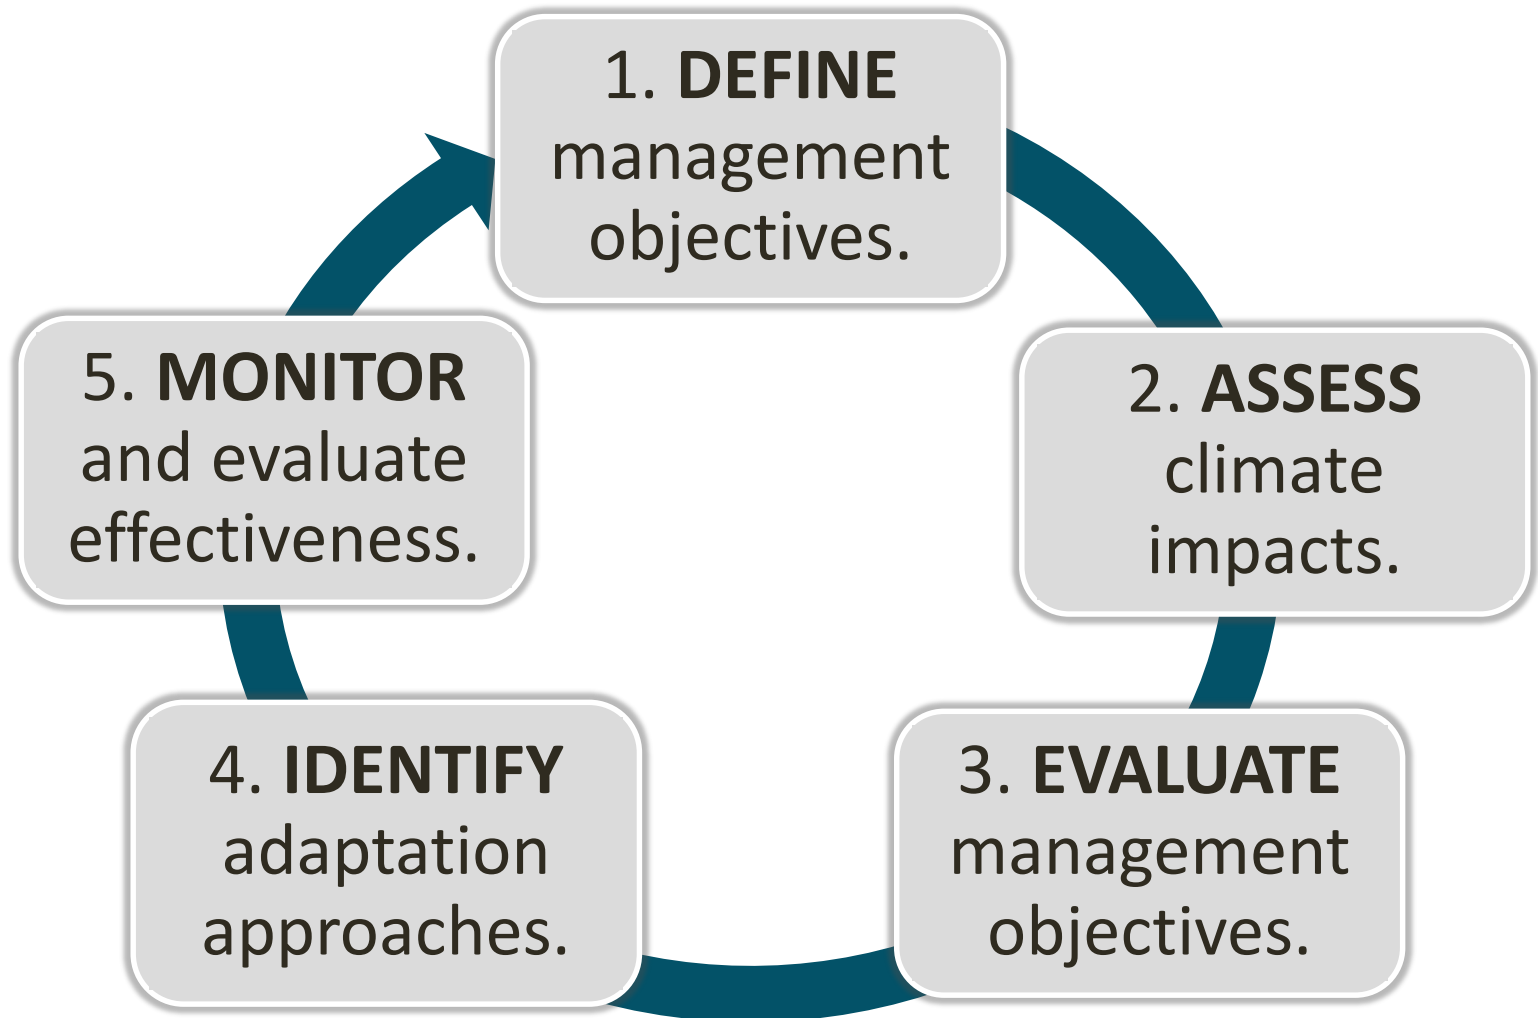 1. DEFINE
management
objectives.
2. ASSESS
climate
impacts.
3. EVALUATE
management
objectives.
4. IDENTIFY
adaptation
approaches.
5. MONITOR
and evaluate
effectiveness.